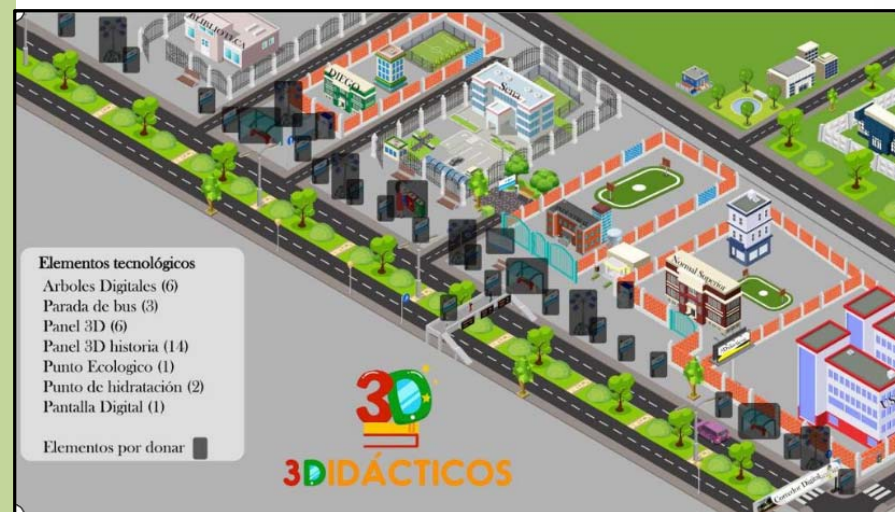 BIBLIOTECA
DIEGO
Sena
Normal Superior
Elementos tecnológicos
Arboles Digitales (6)
Parada de bus (3)
Panel 3D (6)
Panel 3D historia (14)
Punto Ecologico (1)
Punto de hidratación (2)
Pantalla Digital (1)
Elementos por donar
3D
3DIDÁCTICOS
Corredor Digital